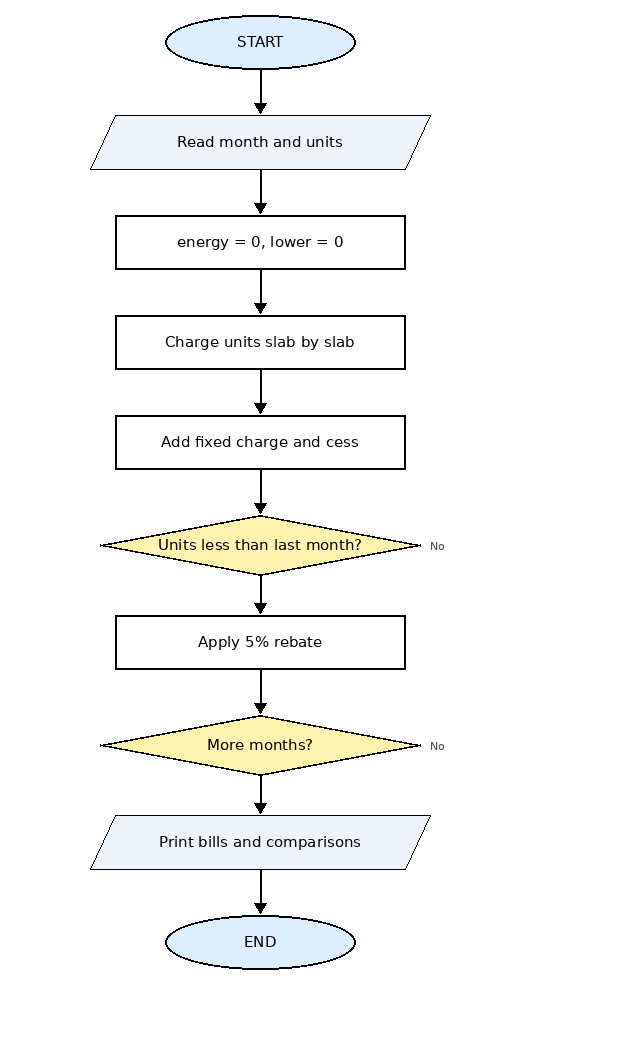 START
Read month and units
energy = 0, lower = 0
Charge units slab by slab
Add fixed charge and cess
Units less than last month?
No
Apply 5% rebate
More months?
No
Print bills and comparisons
END